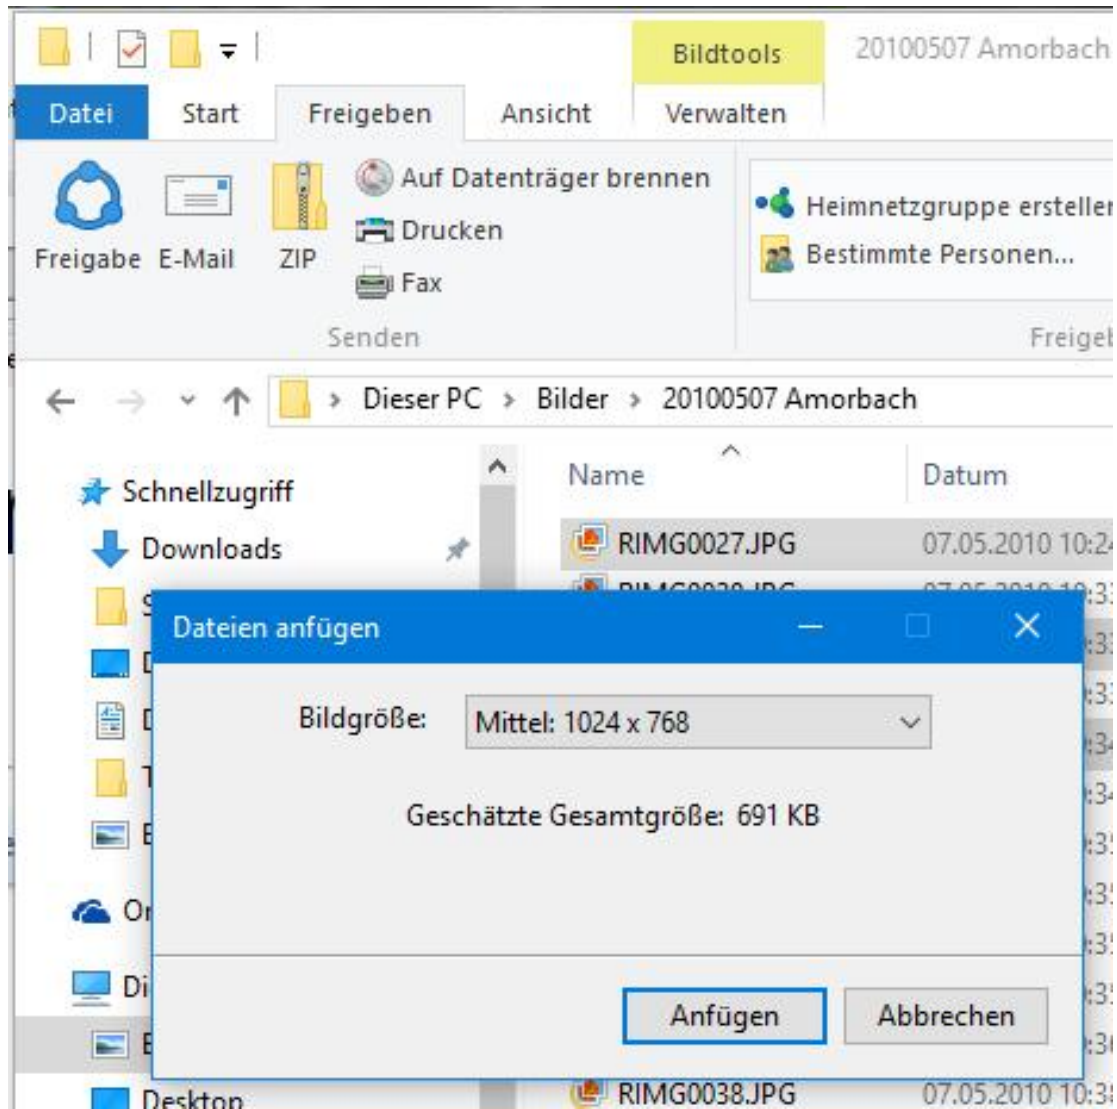 Bildtools
20100507 Amorbach
Datei Start Freigeben Ansicht Verwalten
Auf Datenträger brennen
Heimnetzgruppe
Drucken
Freigabe E-Mail ZIP
Bestimmte Personen...
Fax
Senden
Dieser PC Bilder 20100507 Amorbach
Name Datum
Schnellzugriff
RIMG0027.JPG 07.05.2010
Downloads
Dateien anfügen
Bildgröße: Mittel: 1024 x 768
Geschätzte Gesamtgröße: 691 KB
Anfügen Abbrechen
Desktop
RIMG0038.JPG 07.05.2010